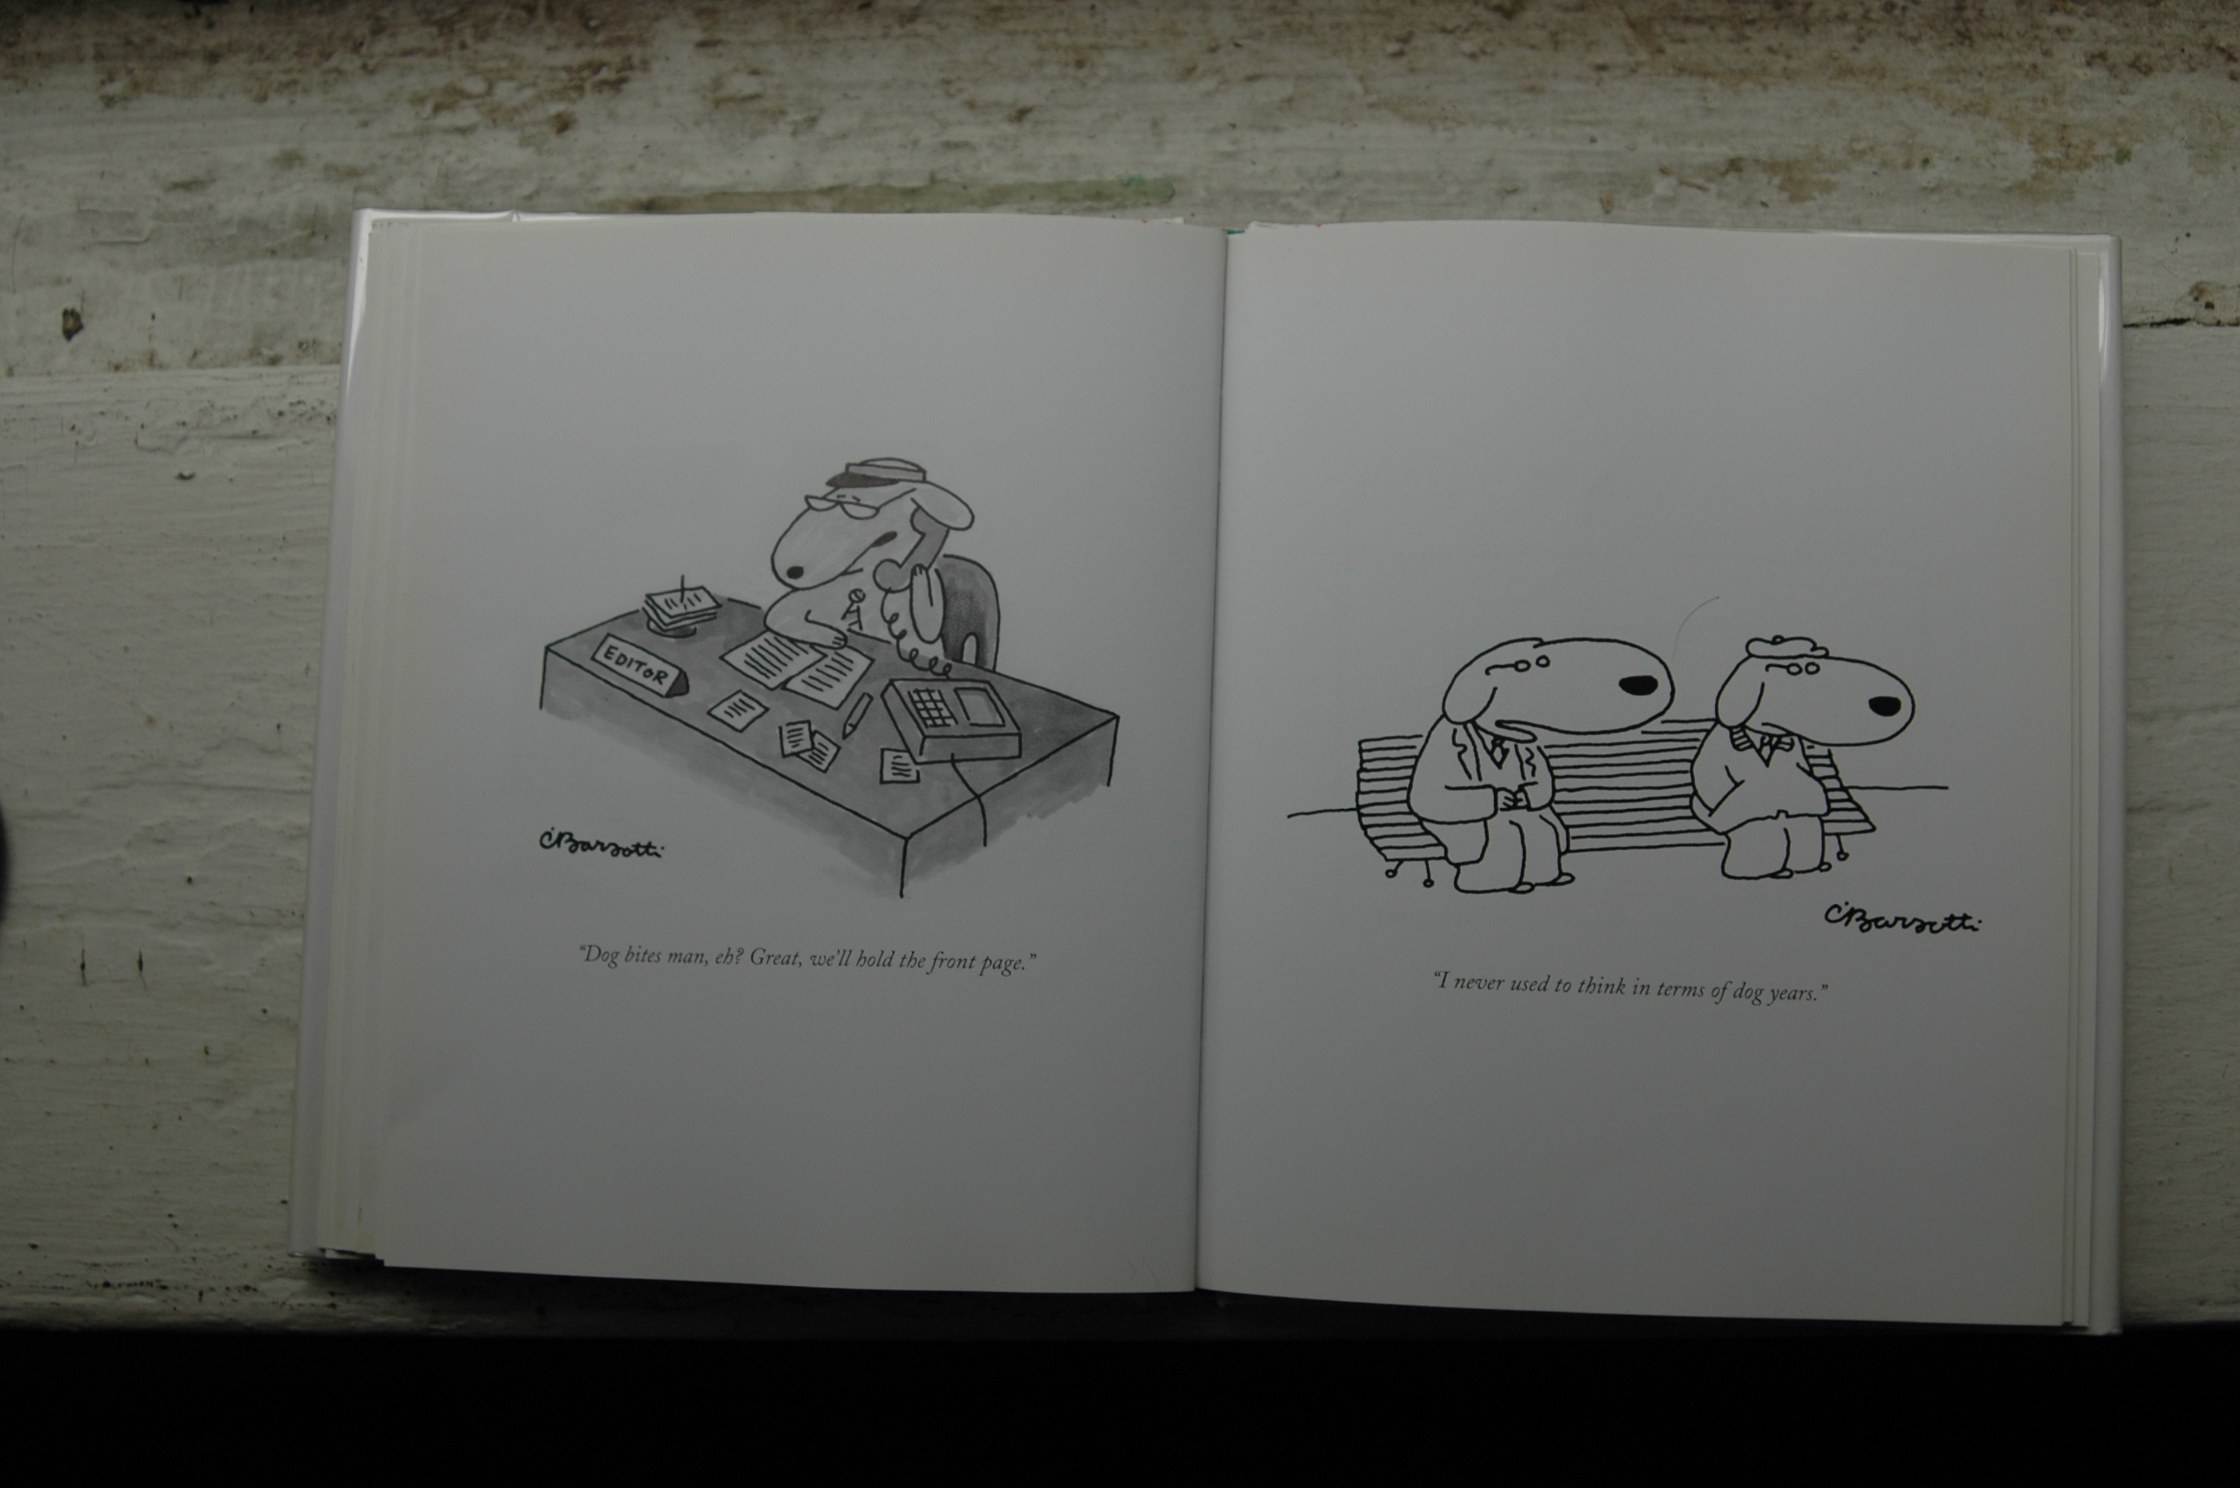 EDITOR
CBarsotti
“Dog bites man, eh? Great, we’ll hold the front page.”
CBarsotti
“I never used to think in terms of dog years.”